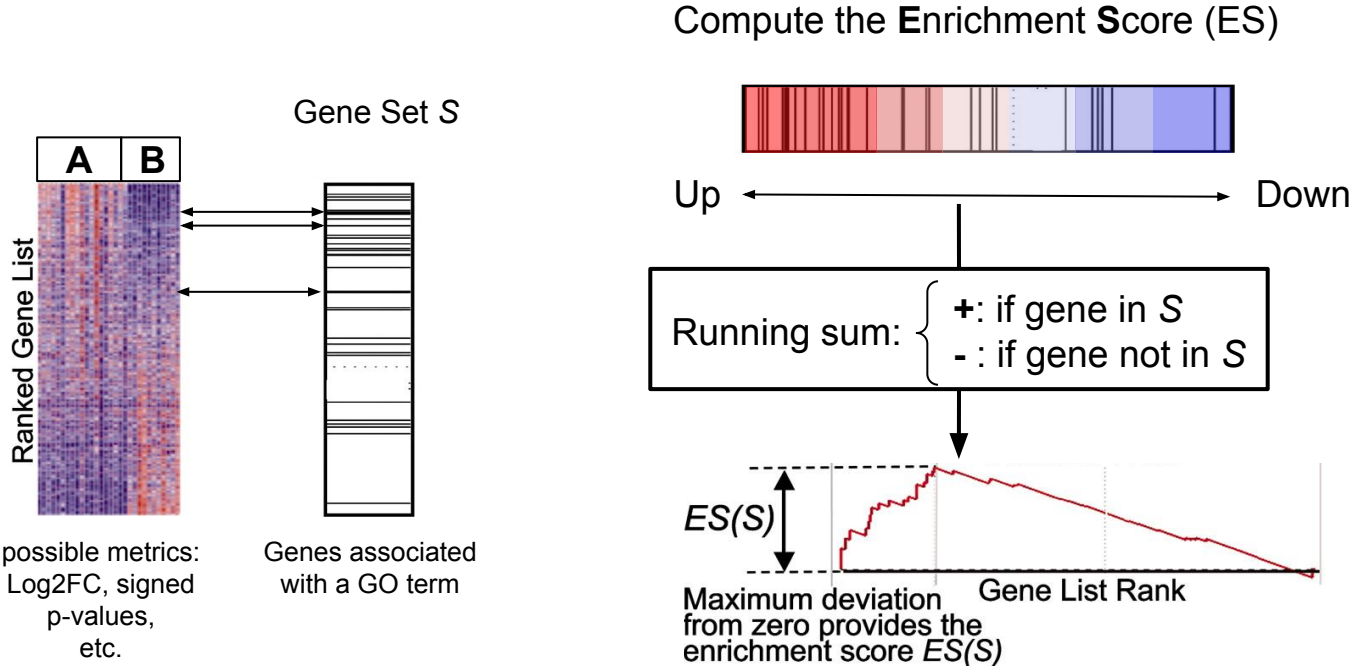 Compute the Enrichment Score (ES)
Gene Set S
A B
Ranked Gene List
possible metrics:
Log2FC, signed
p-values,
etc.
Genes associated
with a GO term
Up Down
Running sum:
+: if gene in S
- : if gene not in S
ES(S)
Gene List Rank
Maximum deviation
from zero provides the
enrichment score ES(S)